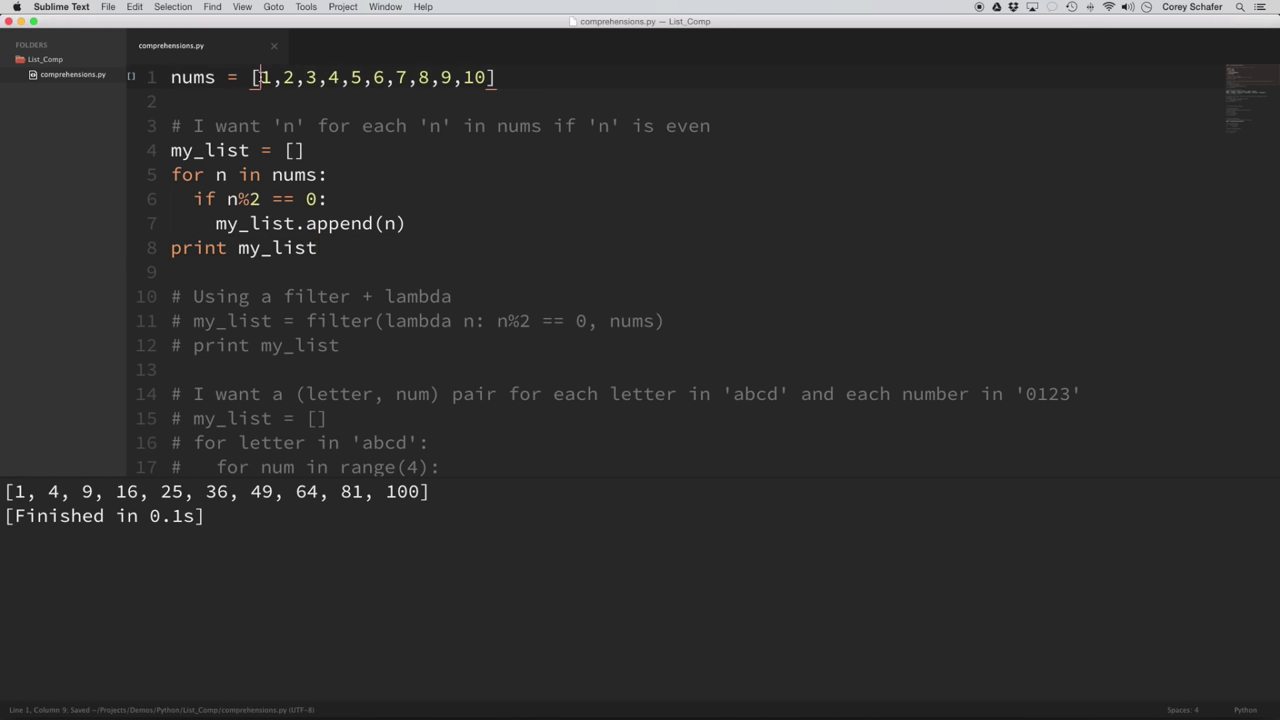 Sublime Text File Edit Selection Find View Goto Tools Project Window Help Corey Schafer
comprehensions.py — List_Comp
FOLDERS
List_Comp
comprehensions.py
comprehensions.py
1 nums = [1,2,3,4,5,6,7,8,9,10]
2
3 # I want 'n' for each 'n' in nums if 'n' is even
4 my_list = []
5 for n in nums:
6 if n%2 == 0:
7 my_list.append(n)
8 print my_list
9
10 # Using a filter + lambda
11 # my_list = filter(lambda n: n%2 == 0, nums)
12 # print my_list
13
14 # I want a (letter, num) pair for each letter in 'abcd' and each number in '0123'
15 # my_list = []
16 # for letter in 'abcd':
17 # for num in range(4):
[1, 4, 9, 16, 25, 36, 49, 64, 81, 100]
[Finished in 0.1s]
Line 1, Column 9; Saved ~/Projects/Demos/Python/List_Comp/comprehensions.py (UTF-8) Spaces: 4 Python